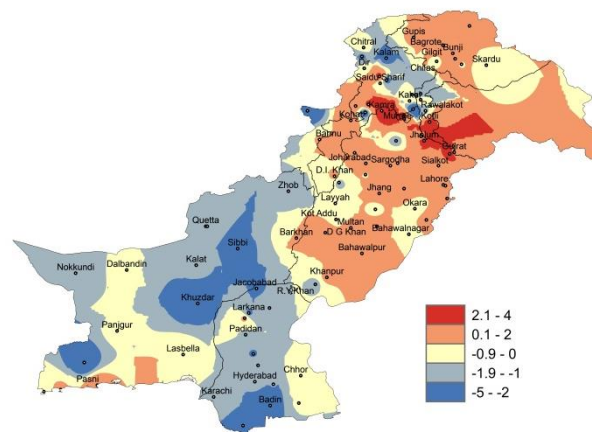 Gupis
Chitral
Bagrote
Bunji
Kalam
Gilgit
Skardu
Dir
Chilas
Saidu Sharif
Kakul
Kamra
Rawalakot
Kohat
Kotli
Bannu
Jhelum
Gujrat
Joharabad
Sargodha
Sialkot
D.I. Khan
Lahore
Zhob
Jhang
Layyah
Okara
Quetta
Kot Addu
Multan
Sibbi
Barkhan
D G Khan
Bahawalnagar
Kalat
Bahawalpur
Nokkundi
Dalbandin
Khanpur
Jacobabad
R.Y.Khan
Khuzdar
Larkana
2.1 - 4
Panjgur
Padidan
0.1 - 2
Lasbella
-0.9 - 0
Pasni
Hyderabad
Chhor
-1.9 - -1
Karachi
Badin
-5 - -2